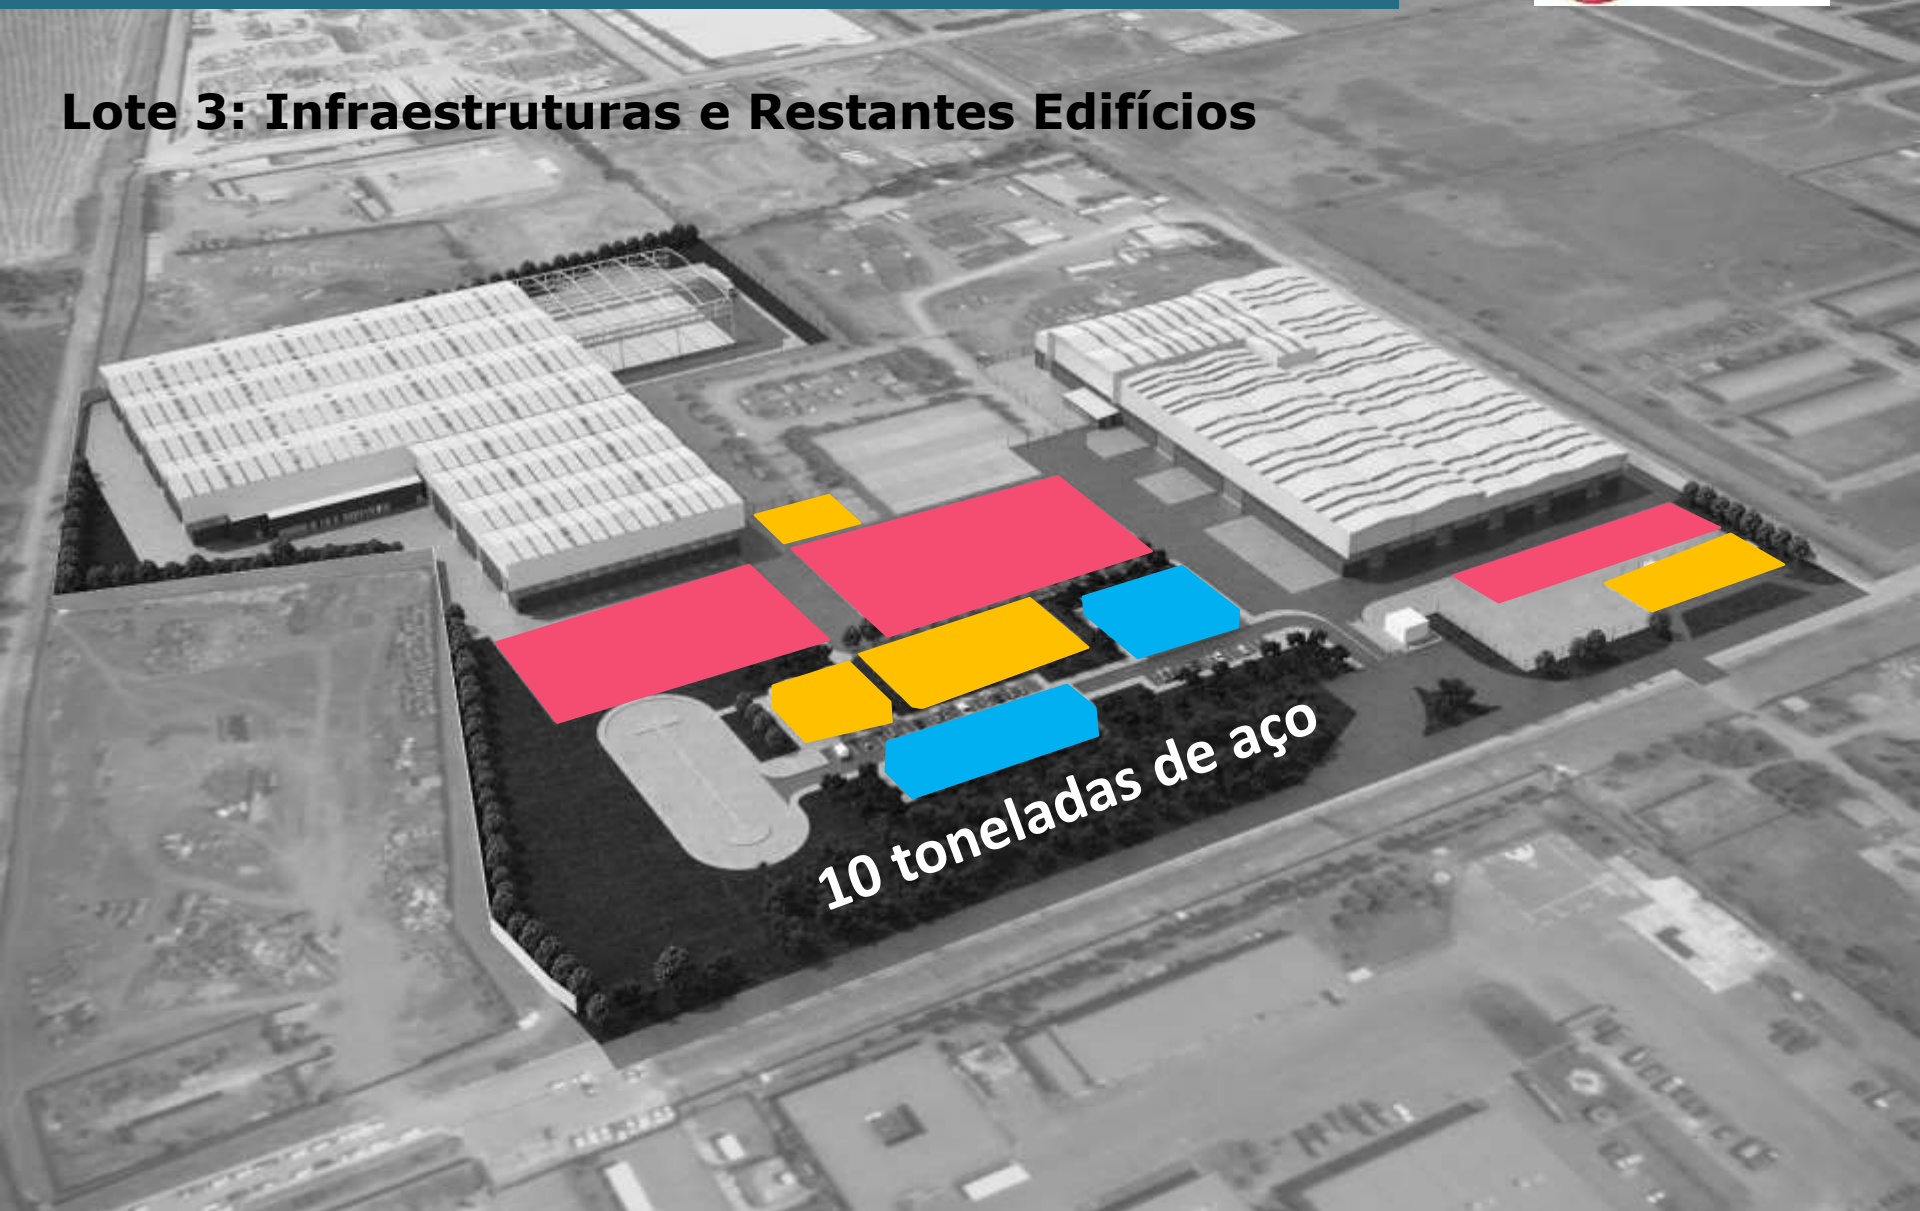 Lote 3: Infraestruturas e Restantes Edifícios
10 toneladas de aço